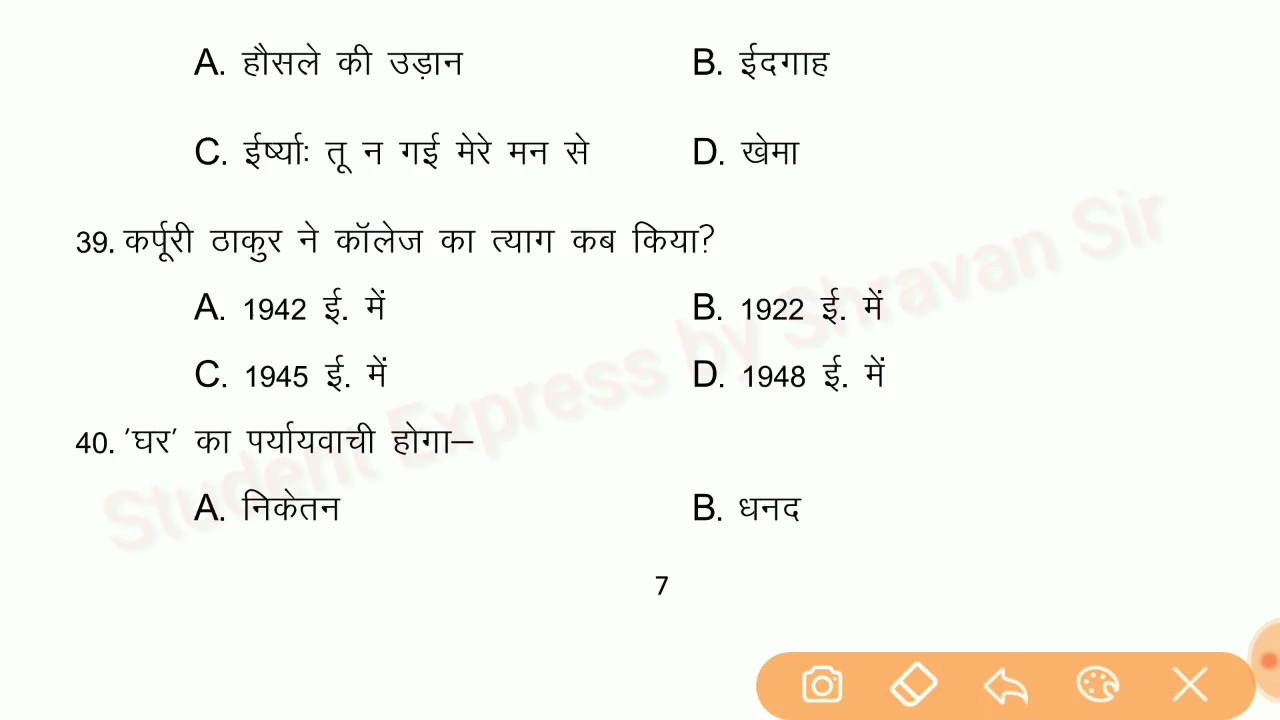 A. हौसले की उड़ान B. ईदगाह
C. ईर्ष्याः तू न गई मेरे मन से D. खेमा
39. कर्पूरी ठाकुर ने कॉलेज का त्याग कब किया?
A. 1942 ई. में B. 1922 ई. में
C. 1945 ई. में D. 1948 ई. में
40. 'घर' का पर्यायवाची होगा–
A. निकेतन B. धनद
7
Student Express by Shravan Sir